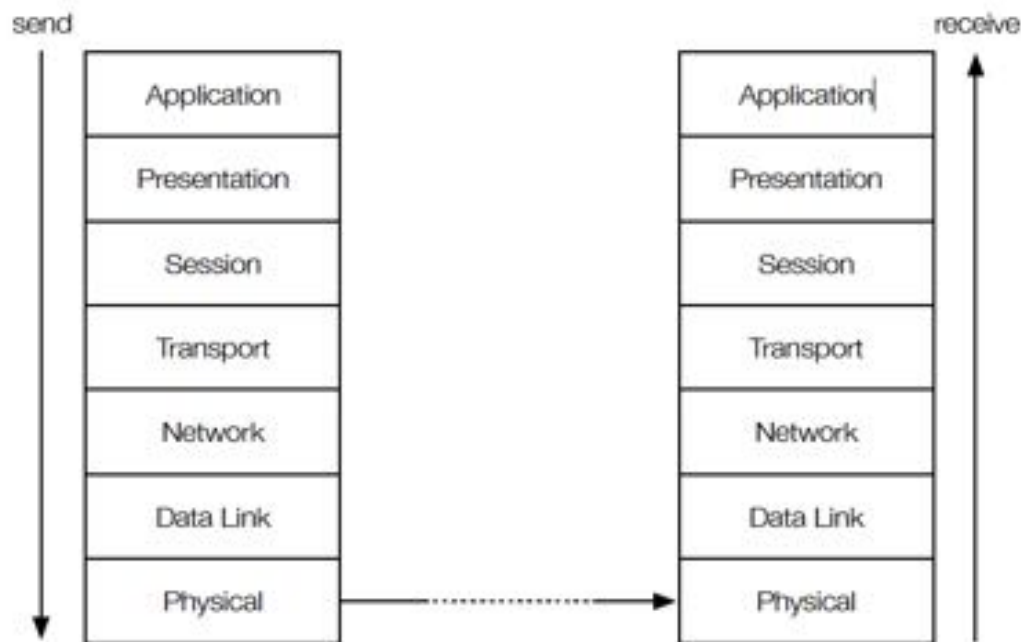 send
receive
Application
Application
Presentation
Presentation
Session
Session
Transport
Transport
Network
Network
Data Link
Data Link
Physical
Physical